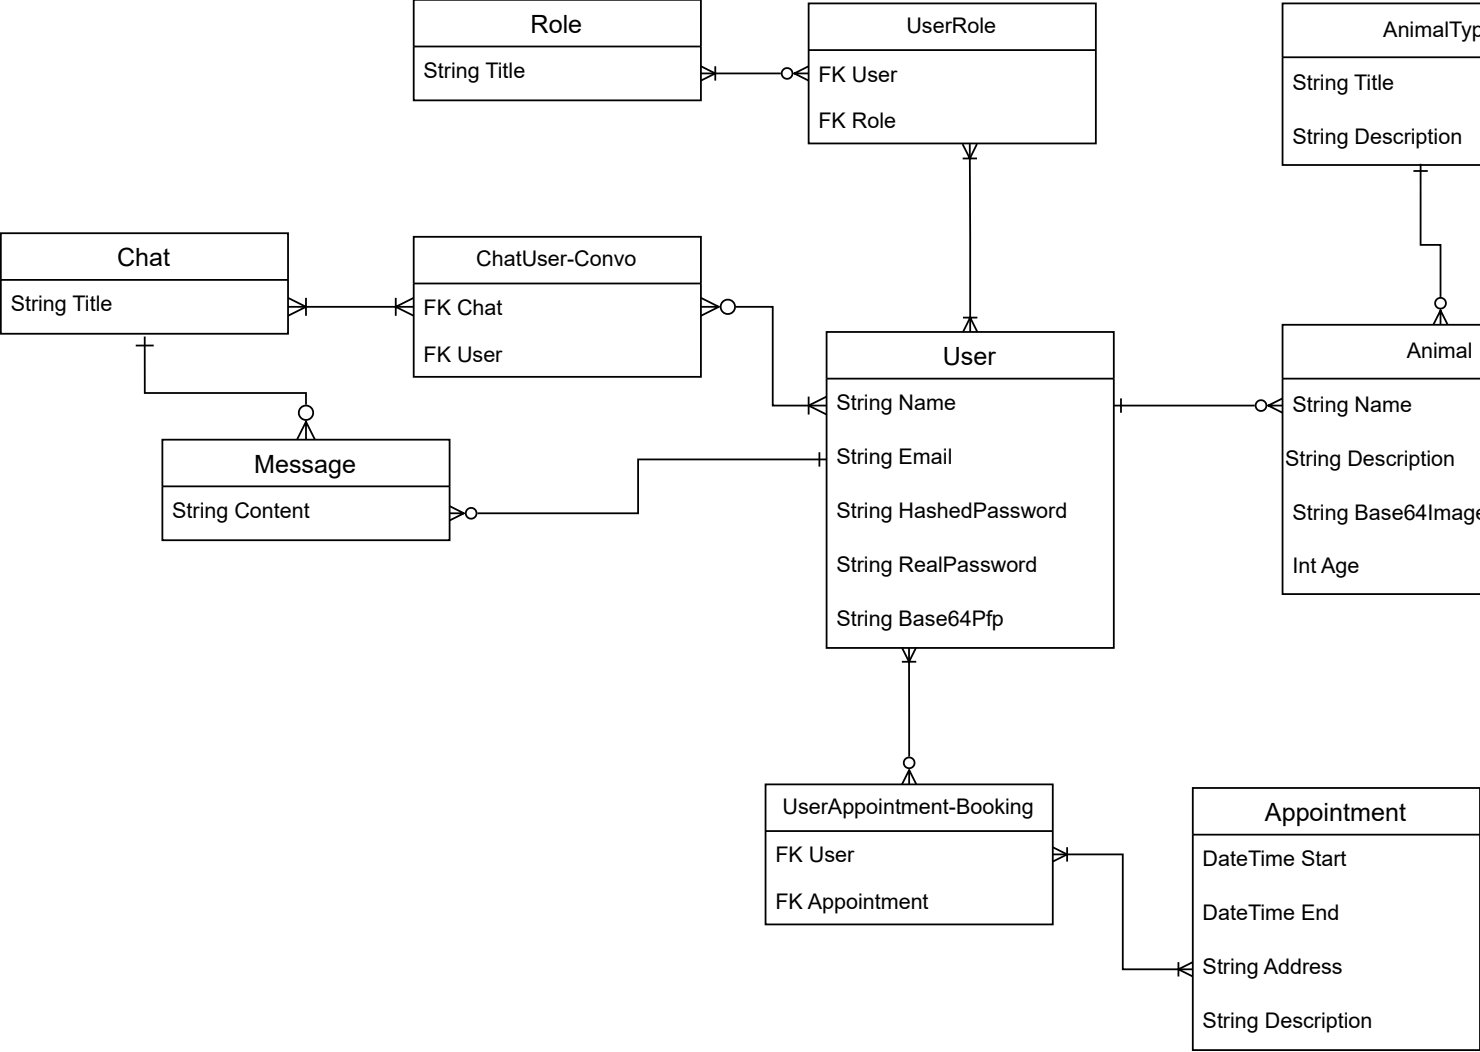 Role
String Title
UserRole
FK User
FK Role
AnimalTyp
String Title
String Description
Chat
String Title
ChatUser-Convo
FK Chat
FK User
Message
String Content
User
String Name
String Email
String HashedPassword
String RealPassword
String Base64Pfp
Animal
String Name
String Description
String Base64Image
Int Age
UserAppointment-Booking
FK User
FK Appointment
Appointment
DateTime Start
DateTime End
String Address
String Description